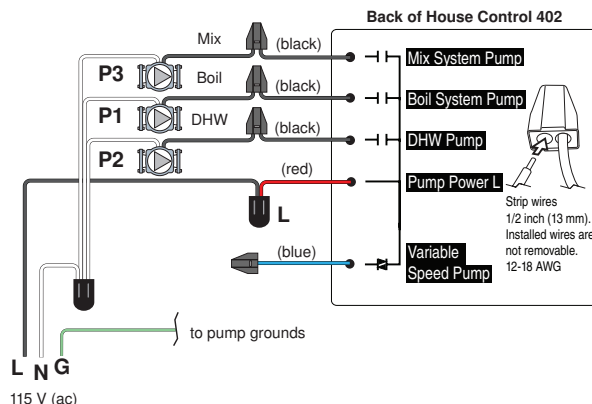 Back of House Control 402
Mix
(black)
Mix System Pump
P3
Boil
(black)
Boil System Pump
P1
DHW
(black)
DHW Pump
P2
(red)
Pump Power L
L
Strip wires
1/2 inch (13 mm).
Installed wires are
not removable.
12-18 AWG
(blue)
Variable
Speed Pump
to pump grounds
L N G
115 V (ac)